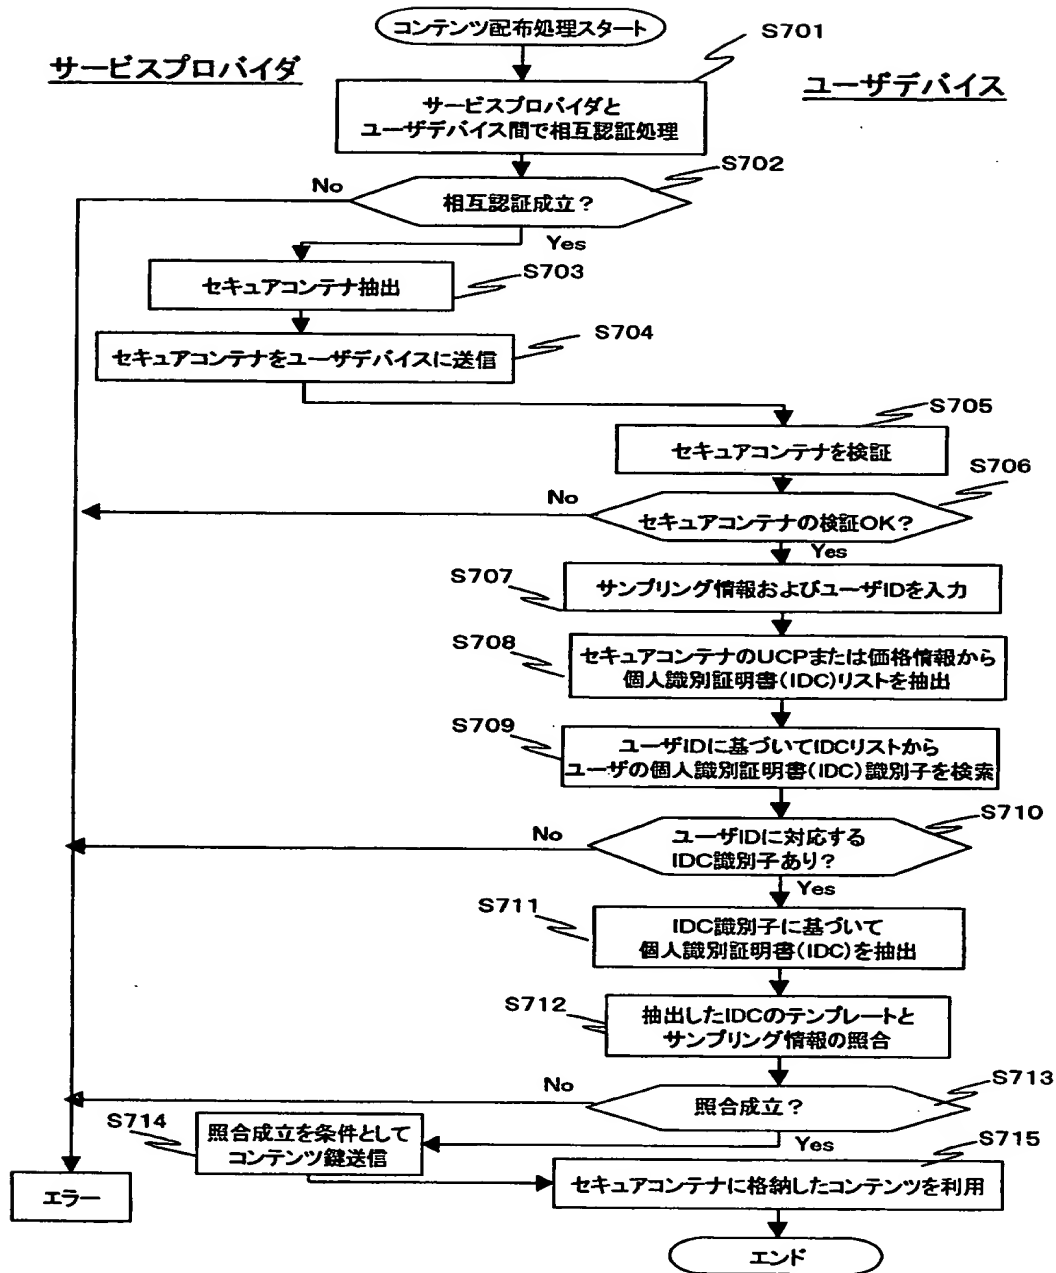 コンテンツ配布処理スタート
S701
サービスプロバイダ
ユーザデバイス
サービスプロバイダと
ユーザデバイス間で相互認証処理
S702
No
相互認証成立?
Yes
S703
セキュアコンテナ抽出
S704
セキュアコンテナをユーザデバイスに送信
S705
セキュアコンテナを検証
S706
No
セキュアコンテナの検証OK?
Yes
S707
サンプリング情報およびユーザIDを入力
S708
セキュアコンテナのUCPまたは価格情報から
個人識別証明書(IDC)リストを抽出
S709
ユーザIDに基づいてIDCリストから
ユーザの個人識別証明書(IDC)識別子を検索
S710
No
ユーザIDに対応する
IDC識別子あり?
Yes
S711
IDC識別子に基づいて
個人識別証明書(IDC)を抽出
S712
抽出したIDCのテンプレートと
サンプリング情報の照合
S713
No
照合成立?
Yes
S714
照合成立を条件として
コンテンツ鍵送信
S715
セキュアコンテナに格納したコンテンツを利用
エラー
エンド